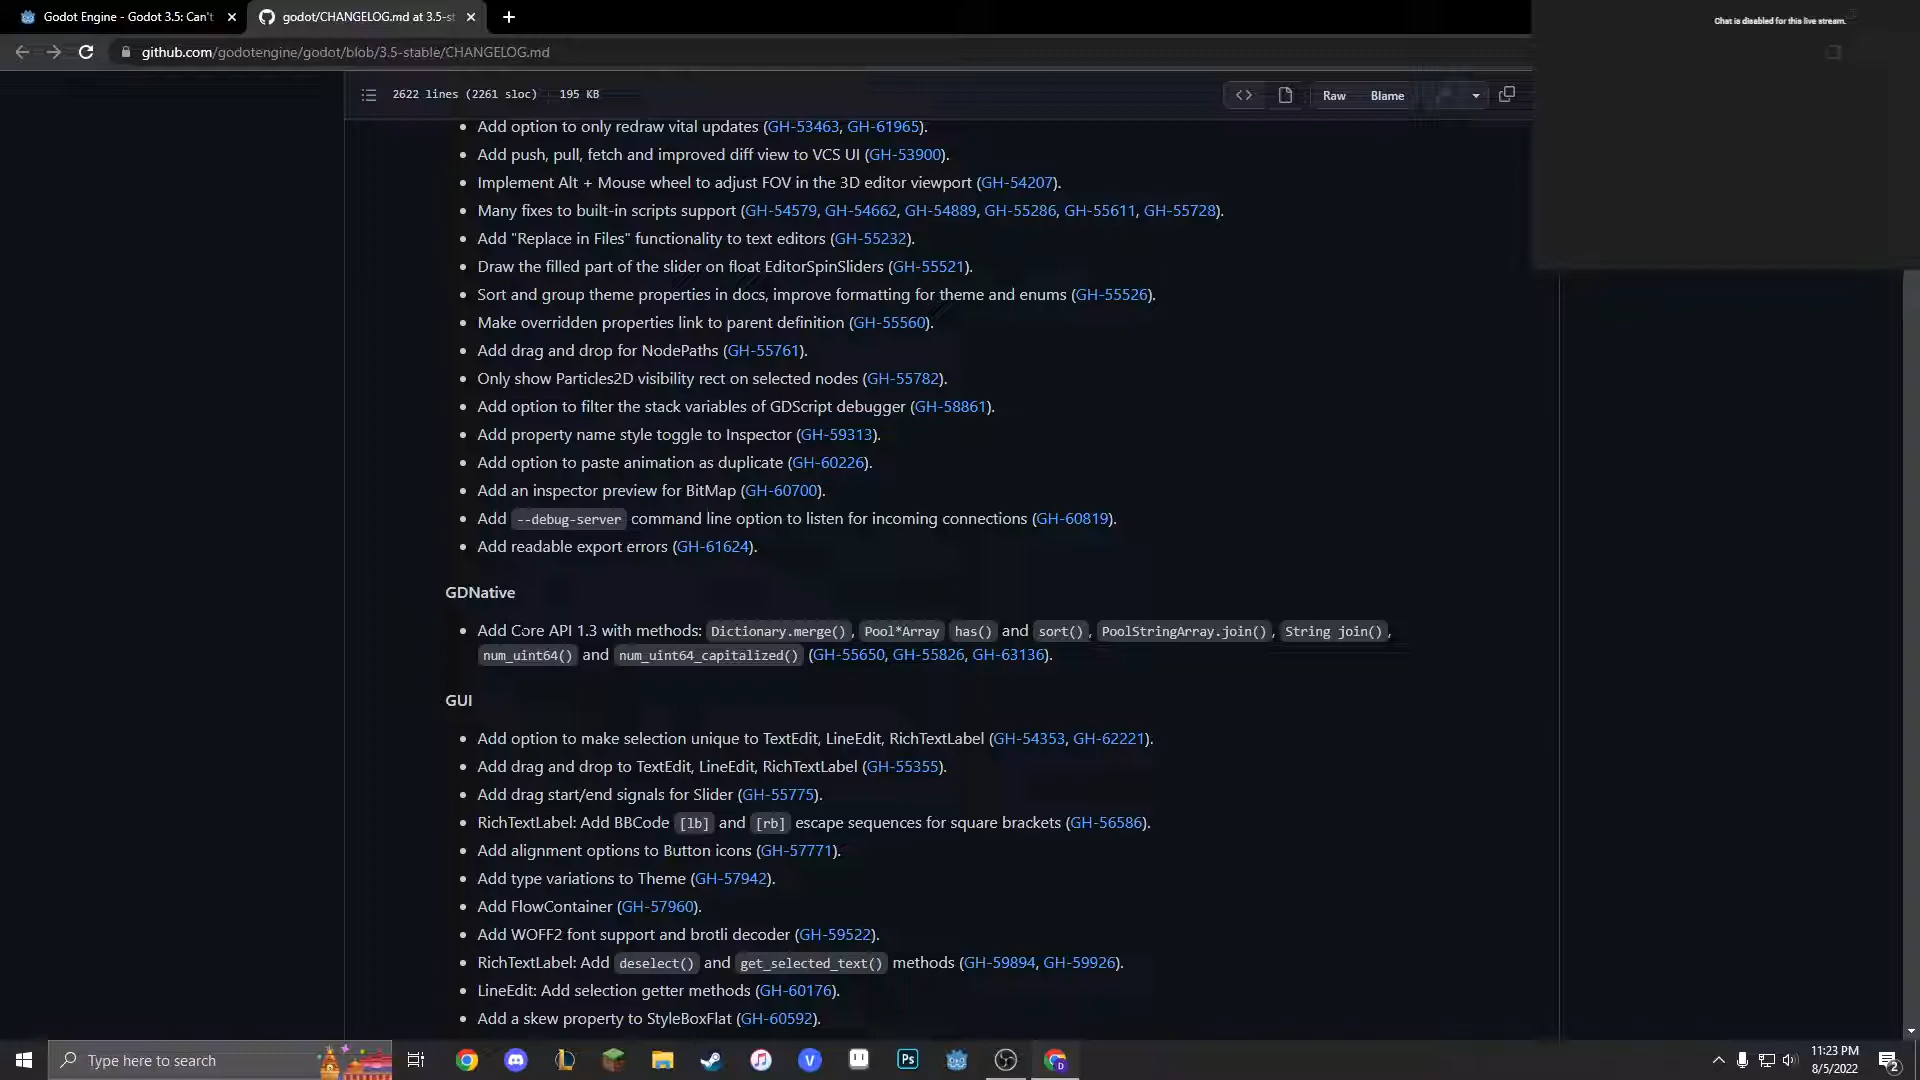 Godot Engine - Godot 3.5: Can't
godot/CHANGELOG.md at 3.5-st
Chat is disabled for this live stream.
github.com/godotengine/godot/blob/3.5-stable/CHANGELOG.md
2622 lines (2261 sloc) 195 KB
Raw Blame
Add option to only redraw vital updates (GH-53463, GH-61965).
Add push, pull, fetch and improved diff view to VCS UI (GH-53900).
Implement Alt + Mouse wheel to adjust FOV in the 3D editor viewport (GH-54207).
Many fixes to built-in scripts support (GH-54579, GH-54662, GH-54889, GH-55286, GH-55611, GH-55728).
Add "Replace in Files" functionality to text editors (GH-55232).
Draw the filled part of the slider on float EditorSpinSliders (GH-55521).
Sort and group theme properties in docs, improve formatting for theme and enums (GH-55526).
Make overridden properties link to parent definition (GH-55560).
Add drag and drop for NodePaths (GH-55761).
Only show Particles2D visibility rect on selected nodes (GH-55782).
Add option to filter the stack variables of GDScript debugger (GH-58861).
Add property name style toggle to Inspector (GH-59313).
Add option to paste animation as duplicate (GH-60226).
Add an inspector preview for BitMap (GH-60700).
Add --debug-server command line option to listen for incoming connections (GH-60819).
Add readable export errors (GH-61624).
GDNative
Add Core API 1.3 with methods: Dictionary.merge(), Pool*Array has() and sort(), PoolStringArray.join(), String join(),
num_uint64() and num_uint64_capitalized() (GH-55650, GH-55826, GH-63136).
GUI
Add option to make selection unique to TextEdit, LineEdit, RichTextLabel (GH-54353, GH-62221).
Add drag and drop to TextEdit, LineEdit, RichTextLabel (GH-55355).
Add drag start/end signals for Slider (GH-55775).
RichTextLabel: Add BBCode [lb] and [rb] escape sequences for square brackets (GH-56586).
Add alignment options to Button icons (GH-57771).
Add type variations to Theme (GH-57942).
Add FlowContainer (GH-57960).
Add WOFF2 font support and brotli decoder (GH-59522).
RichTextLabel: Add deselect() and get_selected_text() methods (GH-59894, GH-59926).
LineEdit: Add selection getter methods (GH-60176).
Add a skew property to StyleBoxFlat (GH-60592).
Type here to search
V
Ps
D
11:23 PM
8/5/2022
2